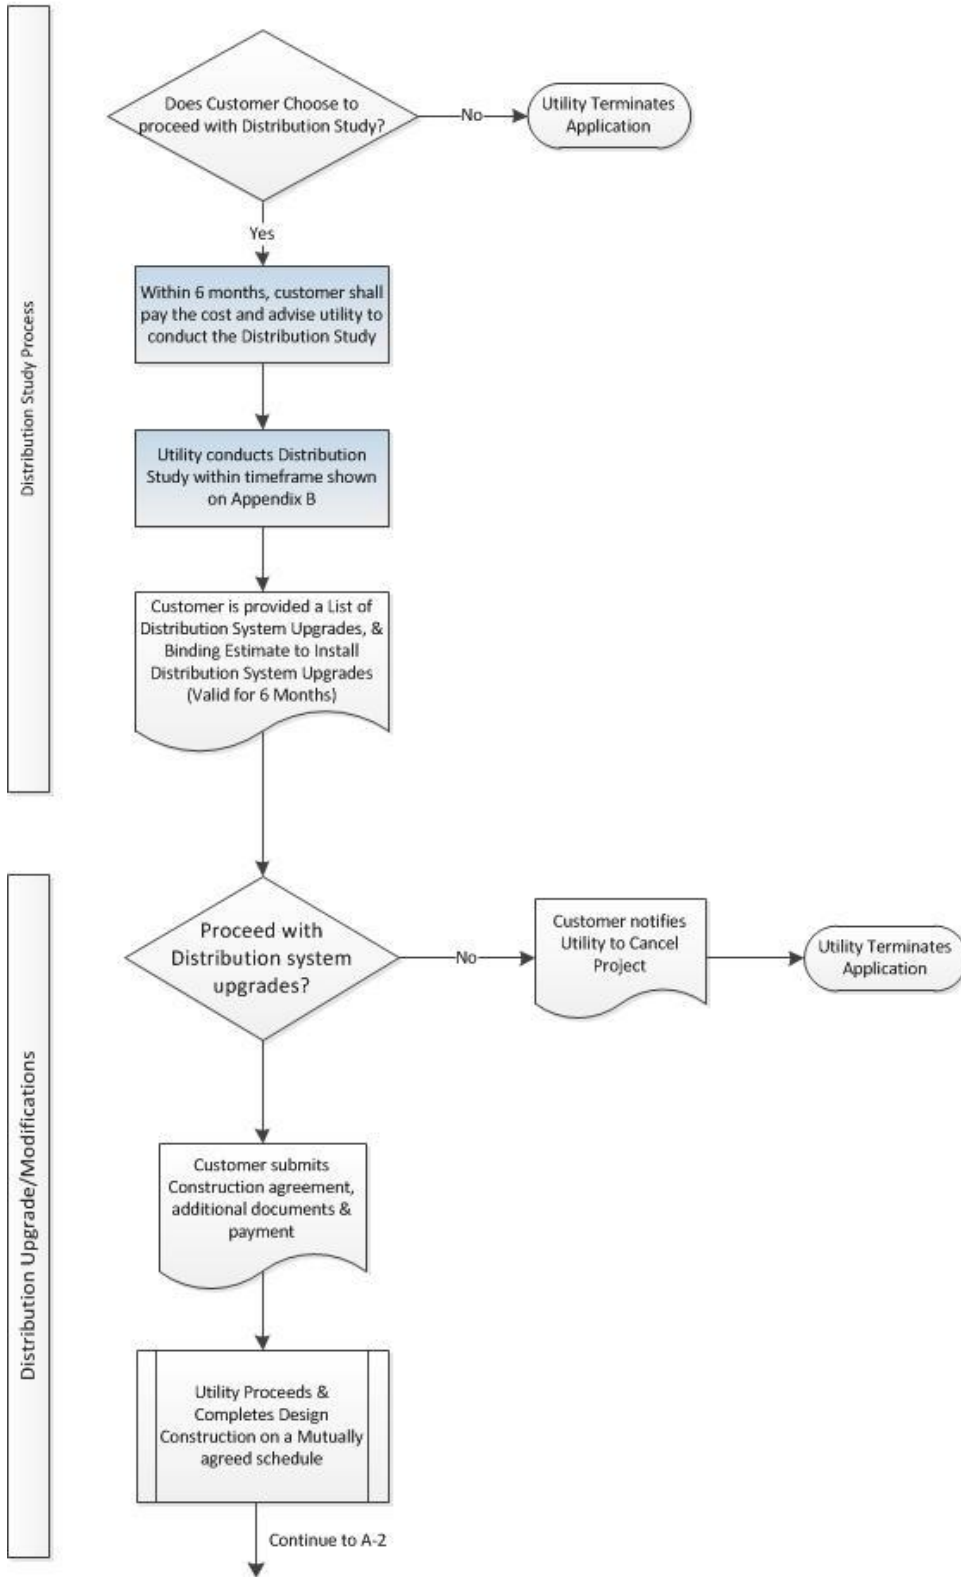 Distribution Study Process
Does Customer Choose to
proceed with Distribution Study?
No
Utility Terminates
Application
Yes
Within 6 months, customer shall
pay the cost and advise utility to
conduct the Distribution Study
Utility conducts Distribution
Study within timeframe shown
on Appendix B
Customer is provided a List of
Distribution System Upgrades, &
Binding Estimate to Install
Distribution System Upgrades
(Valid for 6 Months)
Distribution Upgrade/Modifications
Proceed with
Distribution system
upgrades?
No
Customer notifies
Utility to Cancel
Project
Utility Terminates
Application
Customer submits
Construction agreement,
additional documents &
payment
Utility Proceeds &
Completes Design
Construction on a Mutually
agreed schedule
Continue to A-2